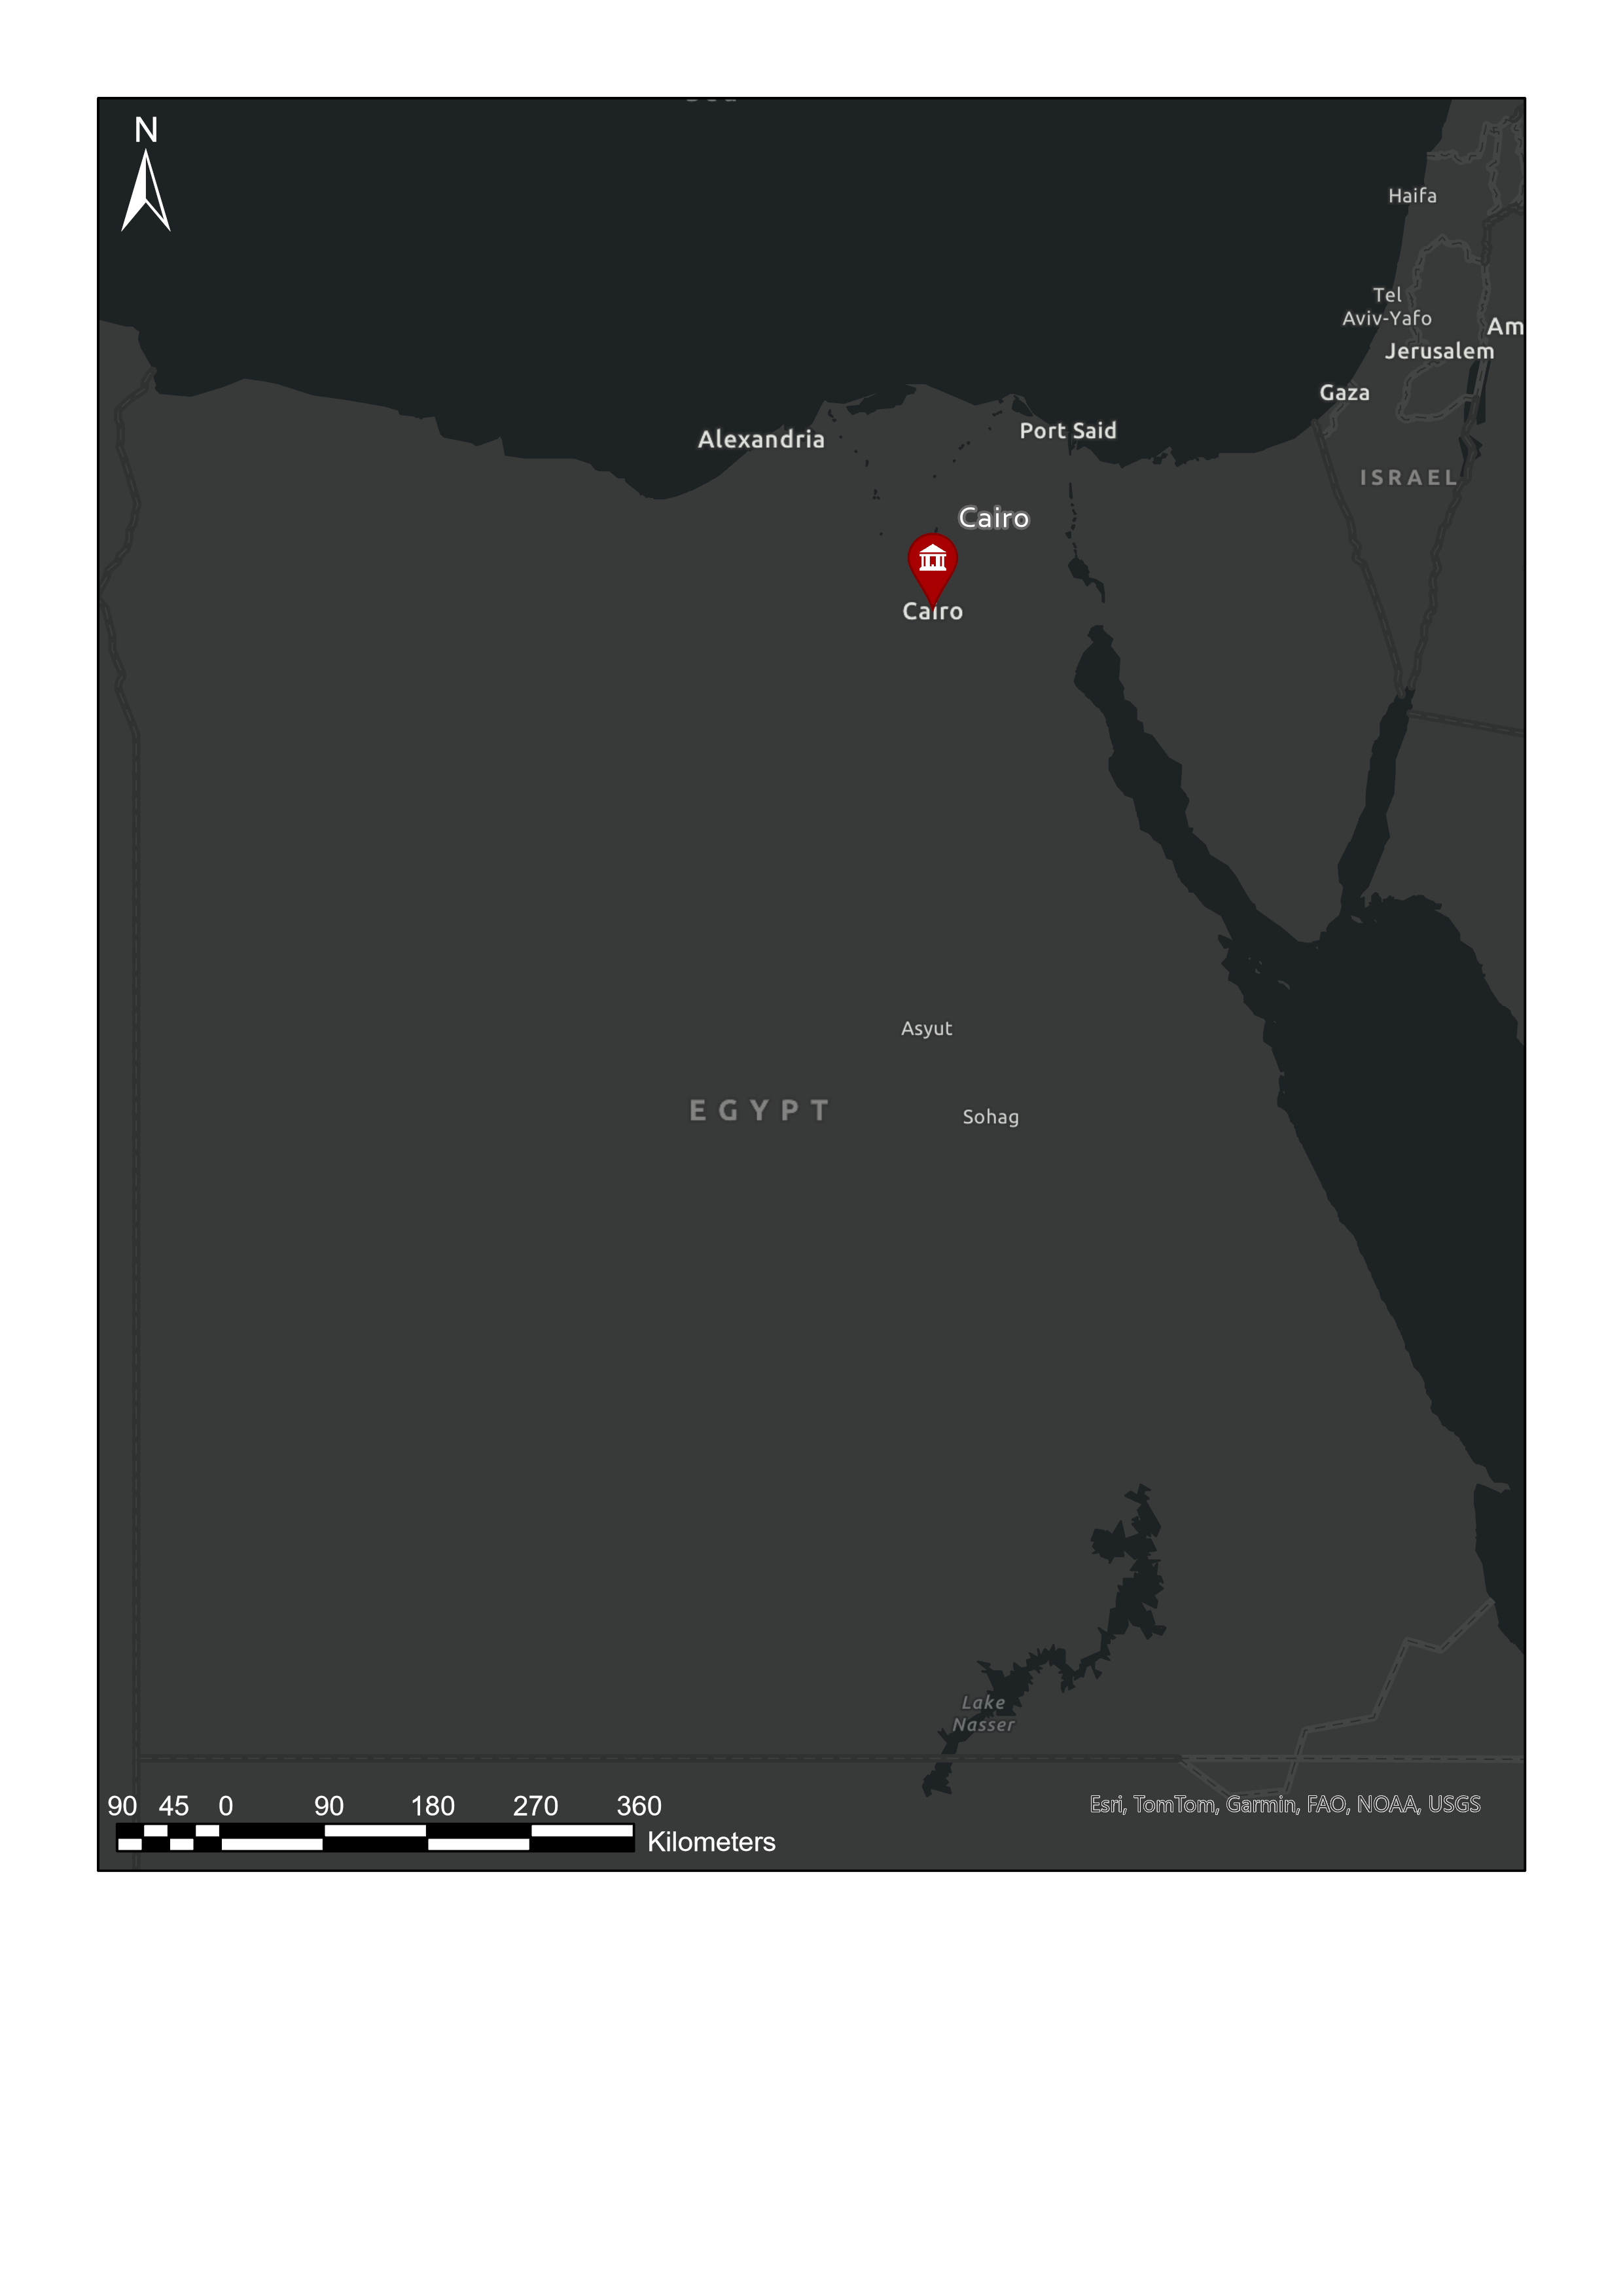 N
Haifa
Tel
Aviv-Yafo
Am
Jerusalem
Gaza
Alexandria
Port Said
ISRAEL
Cairo
Cairo
Asyut
EGYPT
Sohag
Lake
Nasser
90 45 0 90 180 270 360
Kilometers
Esri, TomTom, Garmin, FAO, NOAA, USGS